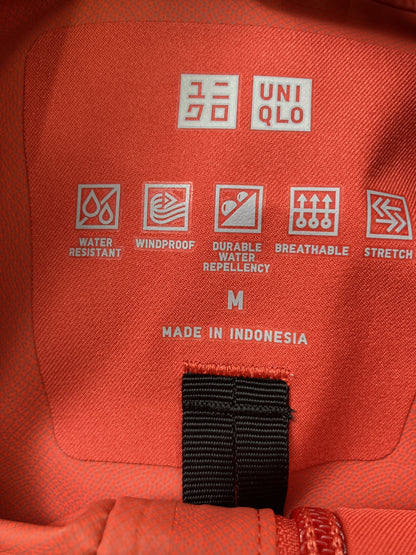 ユニ
クロ
UNI
QLO
WATER
RESISTANT
WINDPROOF
DURABLE
WATER
REPELLENCY
BREATHABLE
STRETCH
M
MADE IN INDONESIA